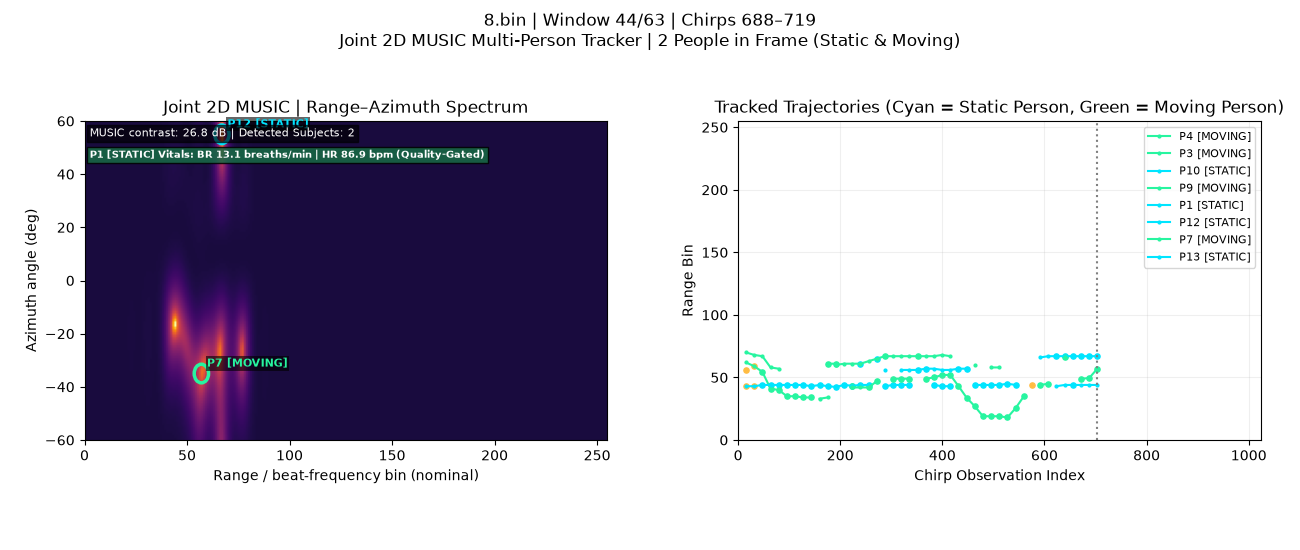 8.bin | Window 44/63 | Chirps 688–719
Joint 2D MUSIC Multi-Person Tracker | 2 People in Frame (Static & Moving)
Joint 2D MUSIC | Range–Azimuth Spectrum
P12 [STATIC]
MUSIC contrast: 26.8 dB | Detected Subjects: 2
P1 [STATIC] Vitals: BR 13.1 breaths/min | HR 86.9 bpm (Quality-Gated)
P7 [MOVING]
60
40
20
0
−20
−40
−60
Azimuth angle (deg)
0
50
100
150
200
250
Range / beat-frequency bin (nominal)
Tracked Trajectories (Cyan = Static Person, Green = Moving Person)
250
200
150
100
50
0
Range Bin
P4 [MOVING]
P3 [MOVING]
P10 [STATIC]
P9 [MOVING]
P1 [STATIC]
P12 [STATIC]
P7 [MOVING]
P13 [STATIC]
0
200
400
600
800
1000
Chirp Observation Index